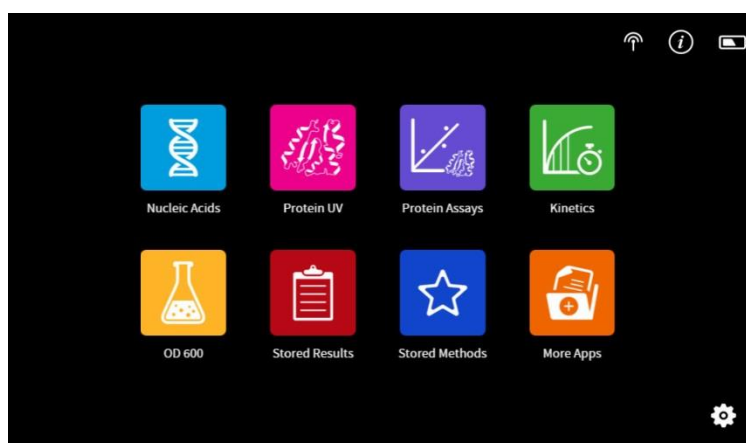 i
Nucleic Acids
Protein UV
Protein Assays
Kinetics
OD 600
Stored Results
Stored Methods
More Apps